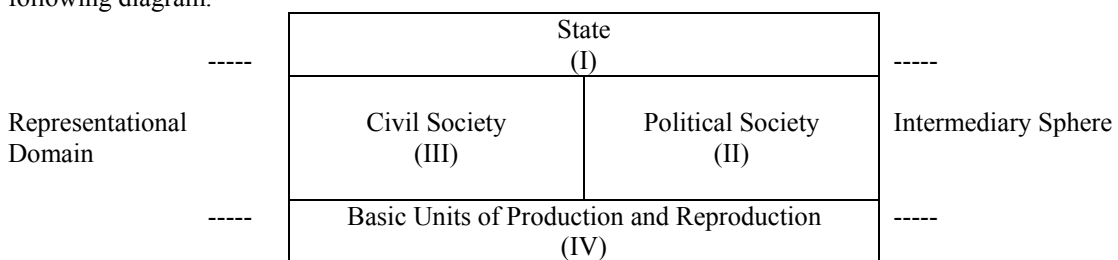 following diagram.
State
----- (I) -----
Representational Civil Society Political Society Intermediary Sphere
Domain (III) (II)
----- Basic Units of Production and Reproduction -----
(IV)